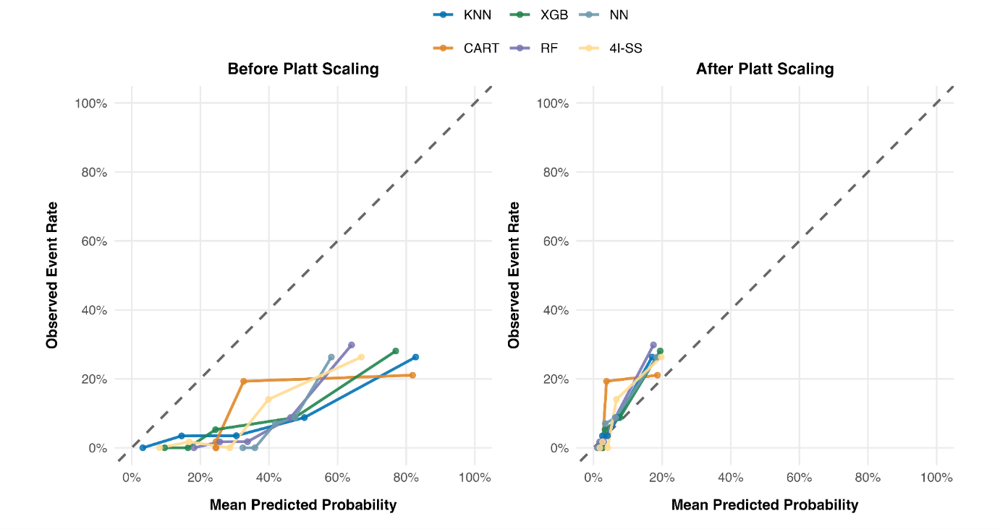 KNN XGB NN
CART RF 4I-SS
Before Platt Scaling
100%
80%
60%
40%
20%
0%
0% 20% 40% 60% 80% 100%
Observed Event Rate
Mean Predicted Probability
After Platt Scaling
100%
80%
60%
40%
20%
0%
0% 20% 40% 60% 80% 100%
Observed Event Rate
Mean Predicted Probability